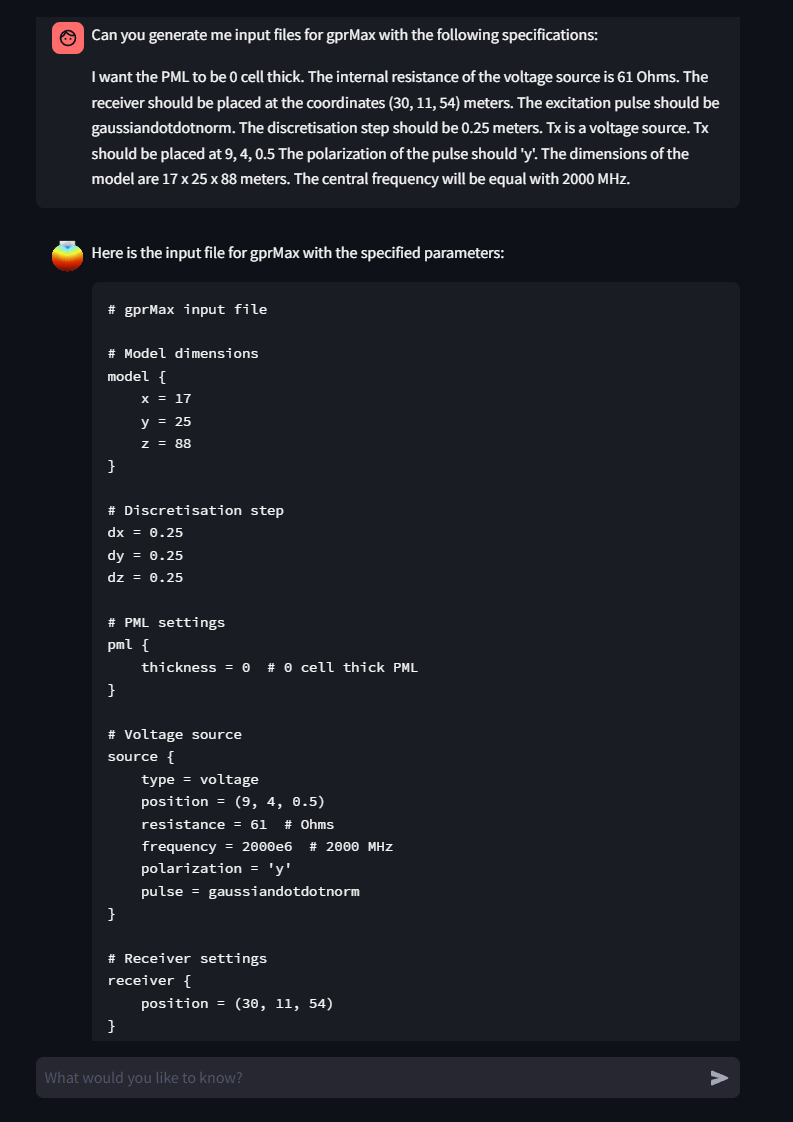 Can you generate me input files for gprMax with the following specifications:
I want the PML to be 0 cell thick. The internal resistance of the voltage source is 61 Ohms. The
receiver should be placed at the coordinates (30, 11, 54) meters. The excitation pulse should be
gaussiandotdotnorm. The discretisation step should be 0.25 meters. Tx is a voltage source. Tx
should be placed at 9, 4, 0.5 The polarization of the pulse should 'y'. The dimensions of the
model are 17 x 25 x 88 meters. The central frequency will be equal with 2000 MHz.
Here is the input file for gprMax with the specified parameters:
# gprMax input file
# Model dimensions
model {
    x = 17
    y = 25
    z = 88
}
# Discretisation step
dx = 0.25
dy = 0.25
dz = 0.25
# PML settings
pml {
    thickness = 0  # 0 cell thick PML
}
# Voltage source
source {
    type = voltage
    position = (9, 4, 0.5)
    resistance = 61  # Ohms
    frequency = 2000e6  # 2000 MHz
    polarization = 'y'
    pulse = gaussiandotdotnorm
}
# Receiver settings
receiver {
    position = (30, 11, 54)
}
What would you like to know?